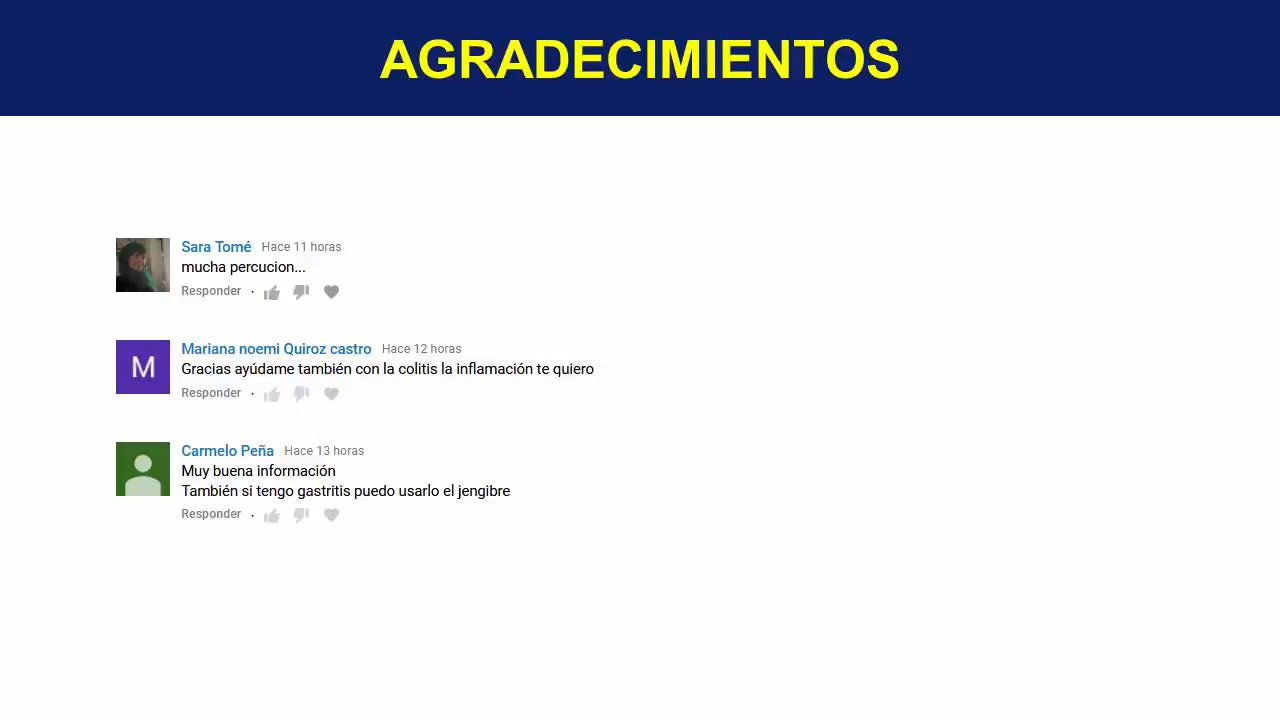 AGRADECIMIENTOS
Sara Tomé Hace 11 horas
mucha percucion...
Responder ·
M
Mariana noemi Quiroz castro Hace 12 horas
Gracias ayúdame también con la colitis la inflamación te quiero
Responder ·
Carmelo Peña Hace 13 horas
Muy buena información
También si tengo gastritis puedo usarlo el jengibre
Responder ·